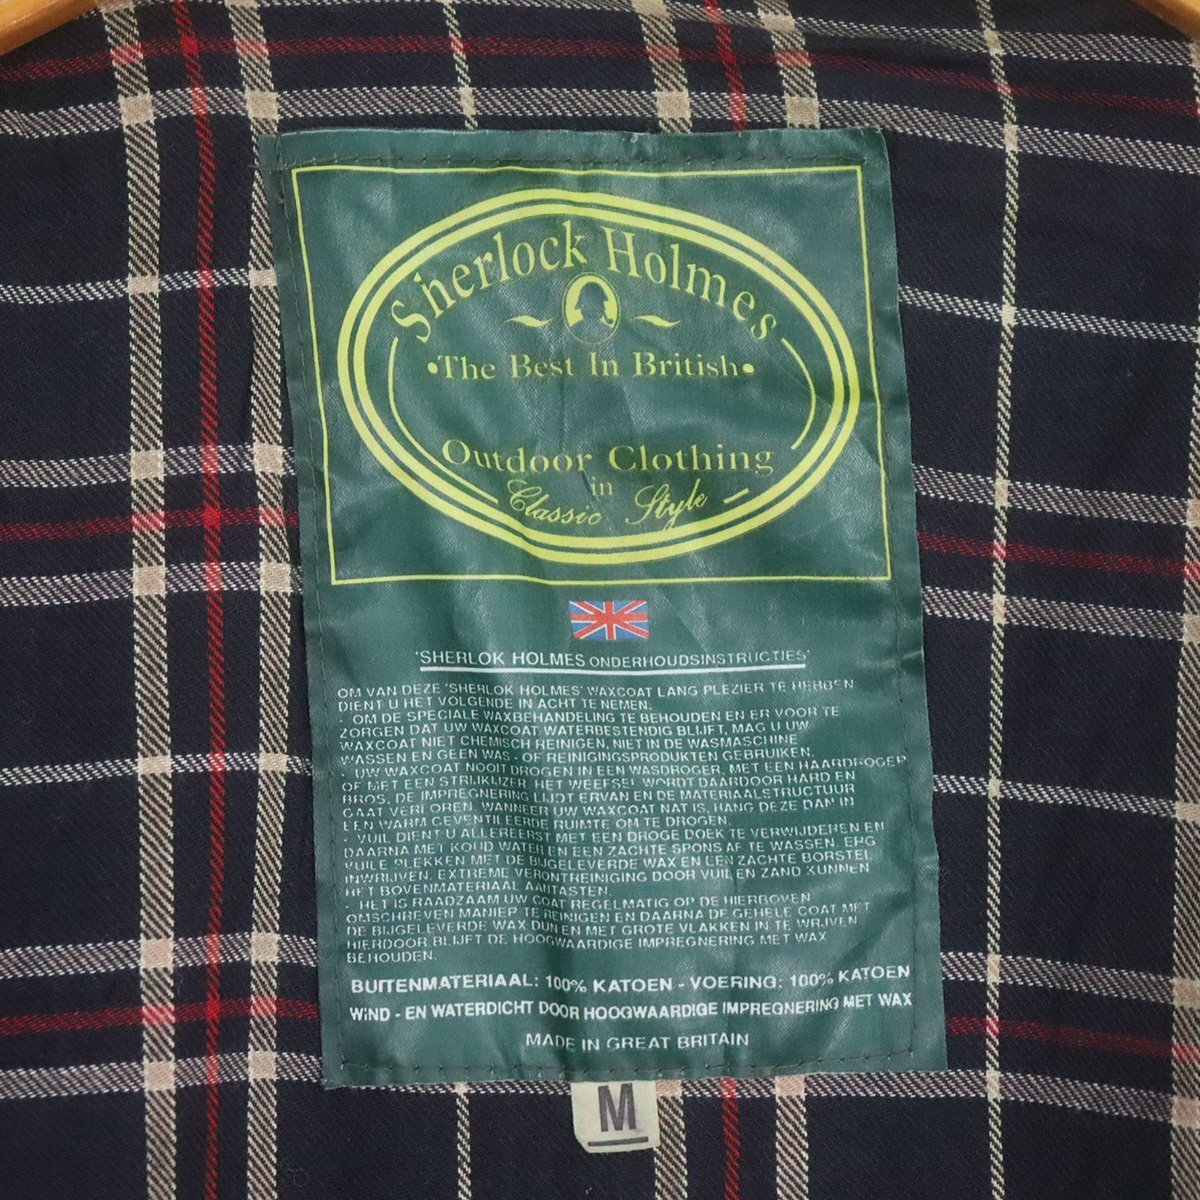 Sherlock Holmes
•The Best In British•
Outdoor Clothing
in
Classic Style
'SHERLOK HOLMES ONDERHOUDSINSTRUCTIES'
OM VAN DEZE 'SHERLOK HOLMES' WAXCOAT LANG PLEZIER TE HEBBEN
DIENT U HET VOLGENDE IN ACHT TE NEMEN.
· OM DE SPECIALE WAXBEHANDELING TE BEHOUDEN EN ER VOOR TE
ZORGEN DAT UW WAXCOAT WATERBESTENDIG BLIJFT, MAG U UW
WAXCOAT NIET CHEMISCH REINIGEN, NIET IN DE WASMASCHINE
WASSEN EN GEEN WAS - OF REINIGINGSPRODUKTEN GEBRUIKEN.
· UW WAXCOAT NOOIT DROGEN IN EEN WASDROGER, MET EEN HAARDROGER
OF MET EEN STRIJKIJZER. HET WEEFSEL WORDT DAARDOOR HARD EN
BROS. DE IMPREGNERING LIJDT ERVAN EN DE MATERIAALSTRUCTUUR
GAAT VERLOREN. WANNEER UW WAXCOAT NAT IS, HANG DEZE DAN IN
EEN WARM GEVENTILEERDE RUIMTE OM TE DROGEN.
· VUIL DIENT U ALLEREERST MET EEN DROGE DOEK TE VERWIJDEREN EN
DAARNA MET KOUD WATER EN EEN ZACHTE SPONS AF TE WASSEN. ERG
VUILE PLEKKEN MET DE BIJGELEVERDE WAX EN EEN ZACHTE BORSTEL
INWRIJVEN. EXTREME VERONTREINIGING DOOR VUIL EN ZAND KUNNEN
HET BOVENMATERIAAL AANTASTEN.
· HET IS RAADZAAM UW COAT REGELMATIG OP DE HIERBOVEN
OMSCHREVEN MANIER TE REINIGEN EN DAARNA DE GEHELE COAT MET
DE BIJGELEVERDE WAX DUN EN MET GROTE VLAKKEN IN TE WRIJVEN
HIERDOOR BLIJFT DE HOOGWAARDIGE IMPREGNERING MET WAX
BEHOUDEN.
BUITENMATERIAAL: 100% KATOEN - VOERING: 100% KATOEN
WIND - EN WATERDICHT DOOR HOOGWAARDIGE IMPREGNERING MET WAX
MADE IN GREAT BRITAIN
M